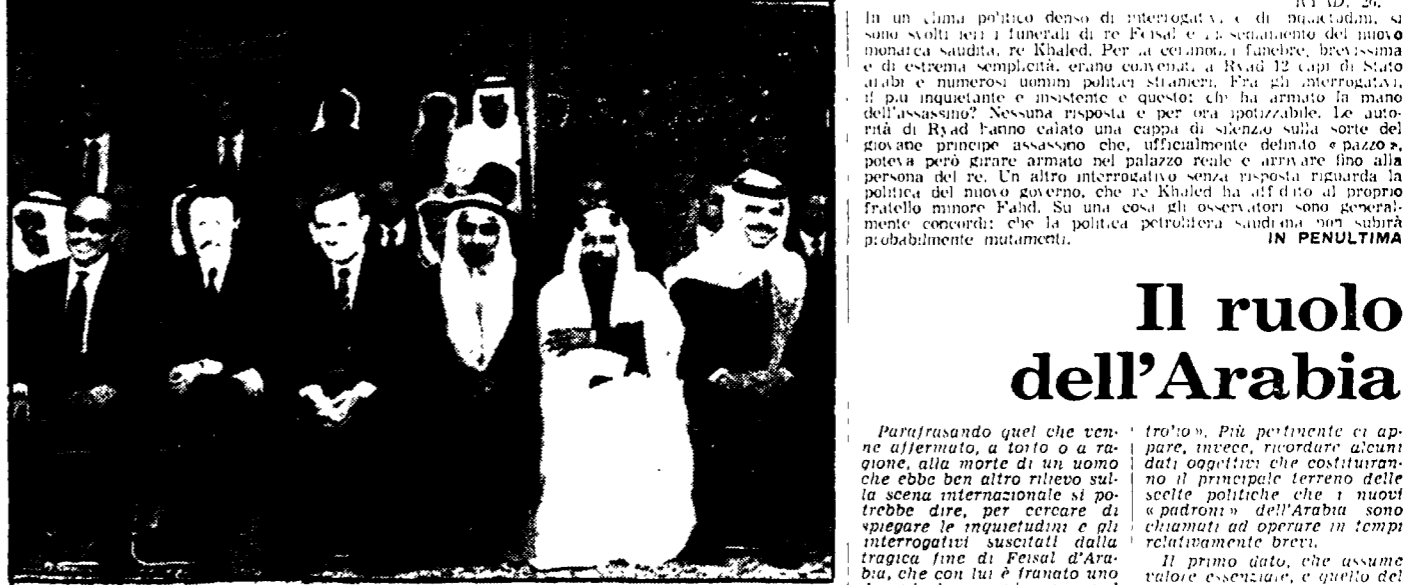 RYAD, 26.
In un clima politico denso di interrogativi e di inquietudini, si
sono svolti ieri i funerali di re Feisal e l'insediamento del nuovo
monarca saudita, re Khaled. Per la cerimonia funebre, brevissima
e di estrema semplicità, erano convenuti a Ryad 12 capi di Stato
arabi e numerosi uomini politici stranieri. Fra gli interrogativi,
il più inquietante e insistente è questo: chi ha armato la mano
dell'assassino? Nessuna risposta è per ora ipotizzabile. Le auto-
rità di Ryad hanno calato una cappa di silenzio sulla sorte del
giovane principe assassino che, ufficialmente definito « pazzo »,
poteva però girare armato nel palazzo reale e arrivare fino alla
persona del re. Un altro interrogativo senza risposta riguarda la
politica del nuovo governo, che re Khaled ha affidato al proprio
fratello minore Fahd. Su una cosa gli osservatori sono general-
mente concordi: che la politica petrolifera saudiana non subirà
probabilmente mutamenti. IN PENULTIMA
Il ruolo
dell'Arabia
Parafrasando quel che ven-
ne affermato, a torto o a ra-
gione, alla morte di un uomo
che ebbe ben altro rilievo sul-
la scena internazionale si po-
trebbe dire, per cercare di
spiegare le inquietudini e gli
interrogativi suscitati dalla
tragica fine di Feisal d'Ara-
bia, che con lui è franato uno
trolio ». Più pertinente ci ap-
pare, invece, ricordare alcuni
dati oggettivi che costituiran-
no il principale terreno delle
scelte politiche che i nuovi
« padroni » dell'Arabia sono
chiamati ad operare in tempi
relativamente brevi.
Il primo dato, che assume
valore essenziale, è quello del